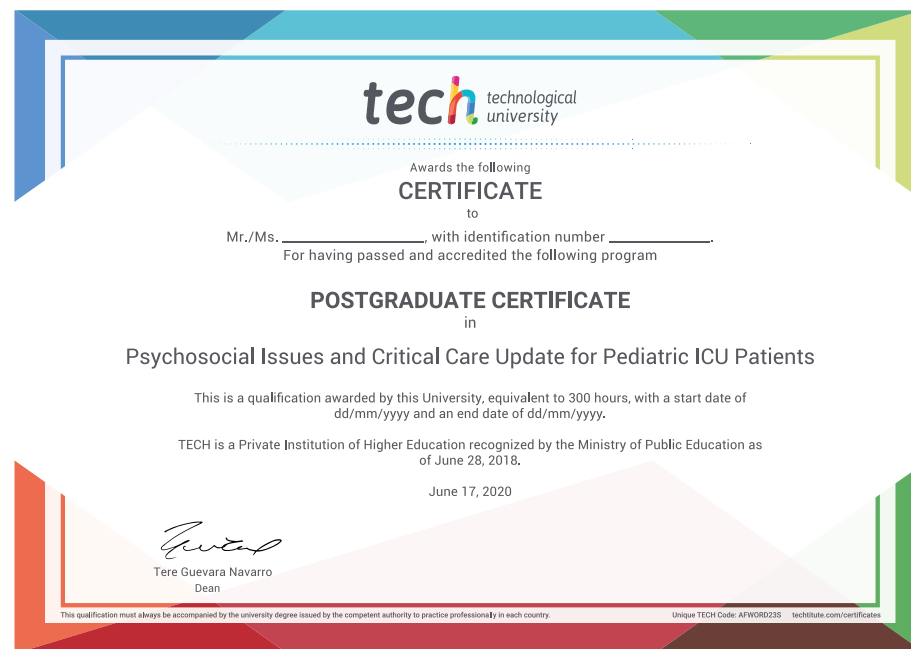 tech technological
university
Awards the following
CERTIFICATE
to
Mr./Ms. ____________, with identification number ____________.
For having passed and accredited the following program
POSTGRADUATE CERTIFICATE
in
Psychosocial Issues and Critical Care Update for Pediatric ICU Patients
This is a qualification awarded by this University, equivalent to 300 hours, with a start date of
dd/mm/yyyy and an end date of dd/mm/yyyy.
TECH is a Private Institution of Higher Education recognized by the Ministry of Public Education as
of June 28, 2018.
June 17, 2020
Tere Guevara Navarro
Dean
This qualification must always be accompanied by the university degree issued by the competent authority to practice professionally in each country. Unique TECH Code: AFWORD23S techtitute.com/certificates